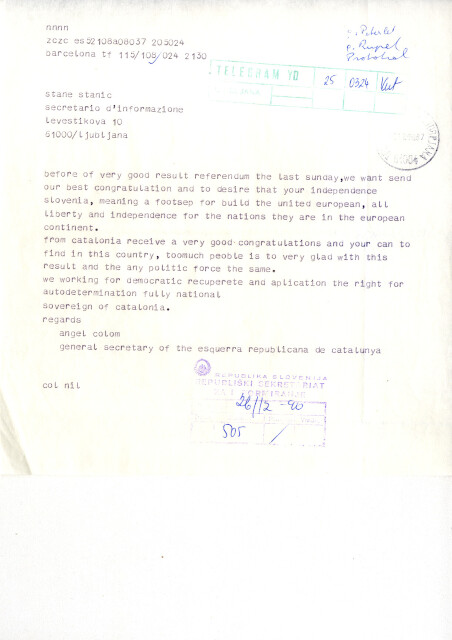 nnnn
zczc es52108a08037 205024
barcelona tf 115/108/024 2130
TELEGRAM YD
25 0324
stane stanic
secretario d'informazione
levestikova 10
61000/ljubljana
before of very good result referendum the last sunday,we want send
our best congratulation and to desire that your independence
slovenia, meaning a footsep for build the united european, all
liberty and independence for the nations they are in the european
continent.
from catalonia receive a very good congratulations and your can to
find in this country, toomuch peoble is to very glad with this
result and the any politic force the same.
we working for democratic recuperete and aplication the right for
autodetermination fully national
sovereign of catalonia.
regards
angel colom
general secretary of the esquerra republicana de catalunya
col nil
REPUBLIKA SLOVENIJA
REPUBLIŠKI SEKRETARIAT
ZA INFORMIRANJE
26/12-90
505 /